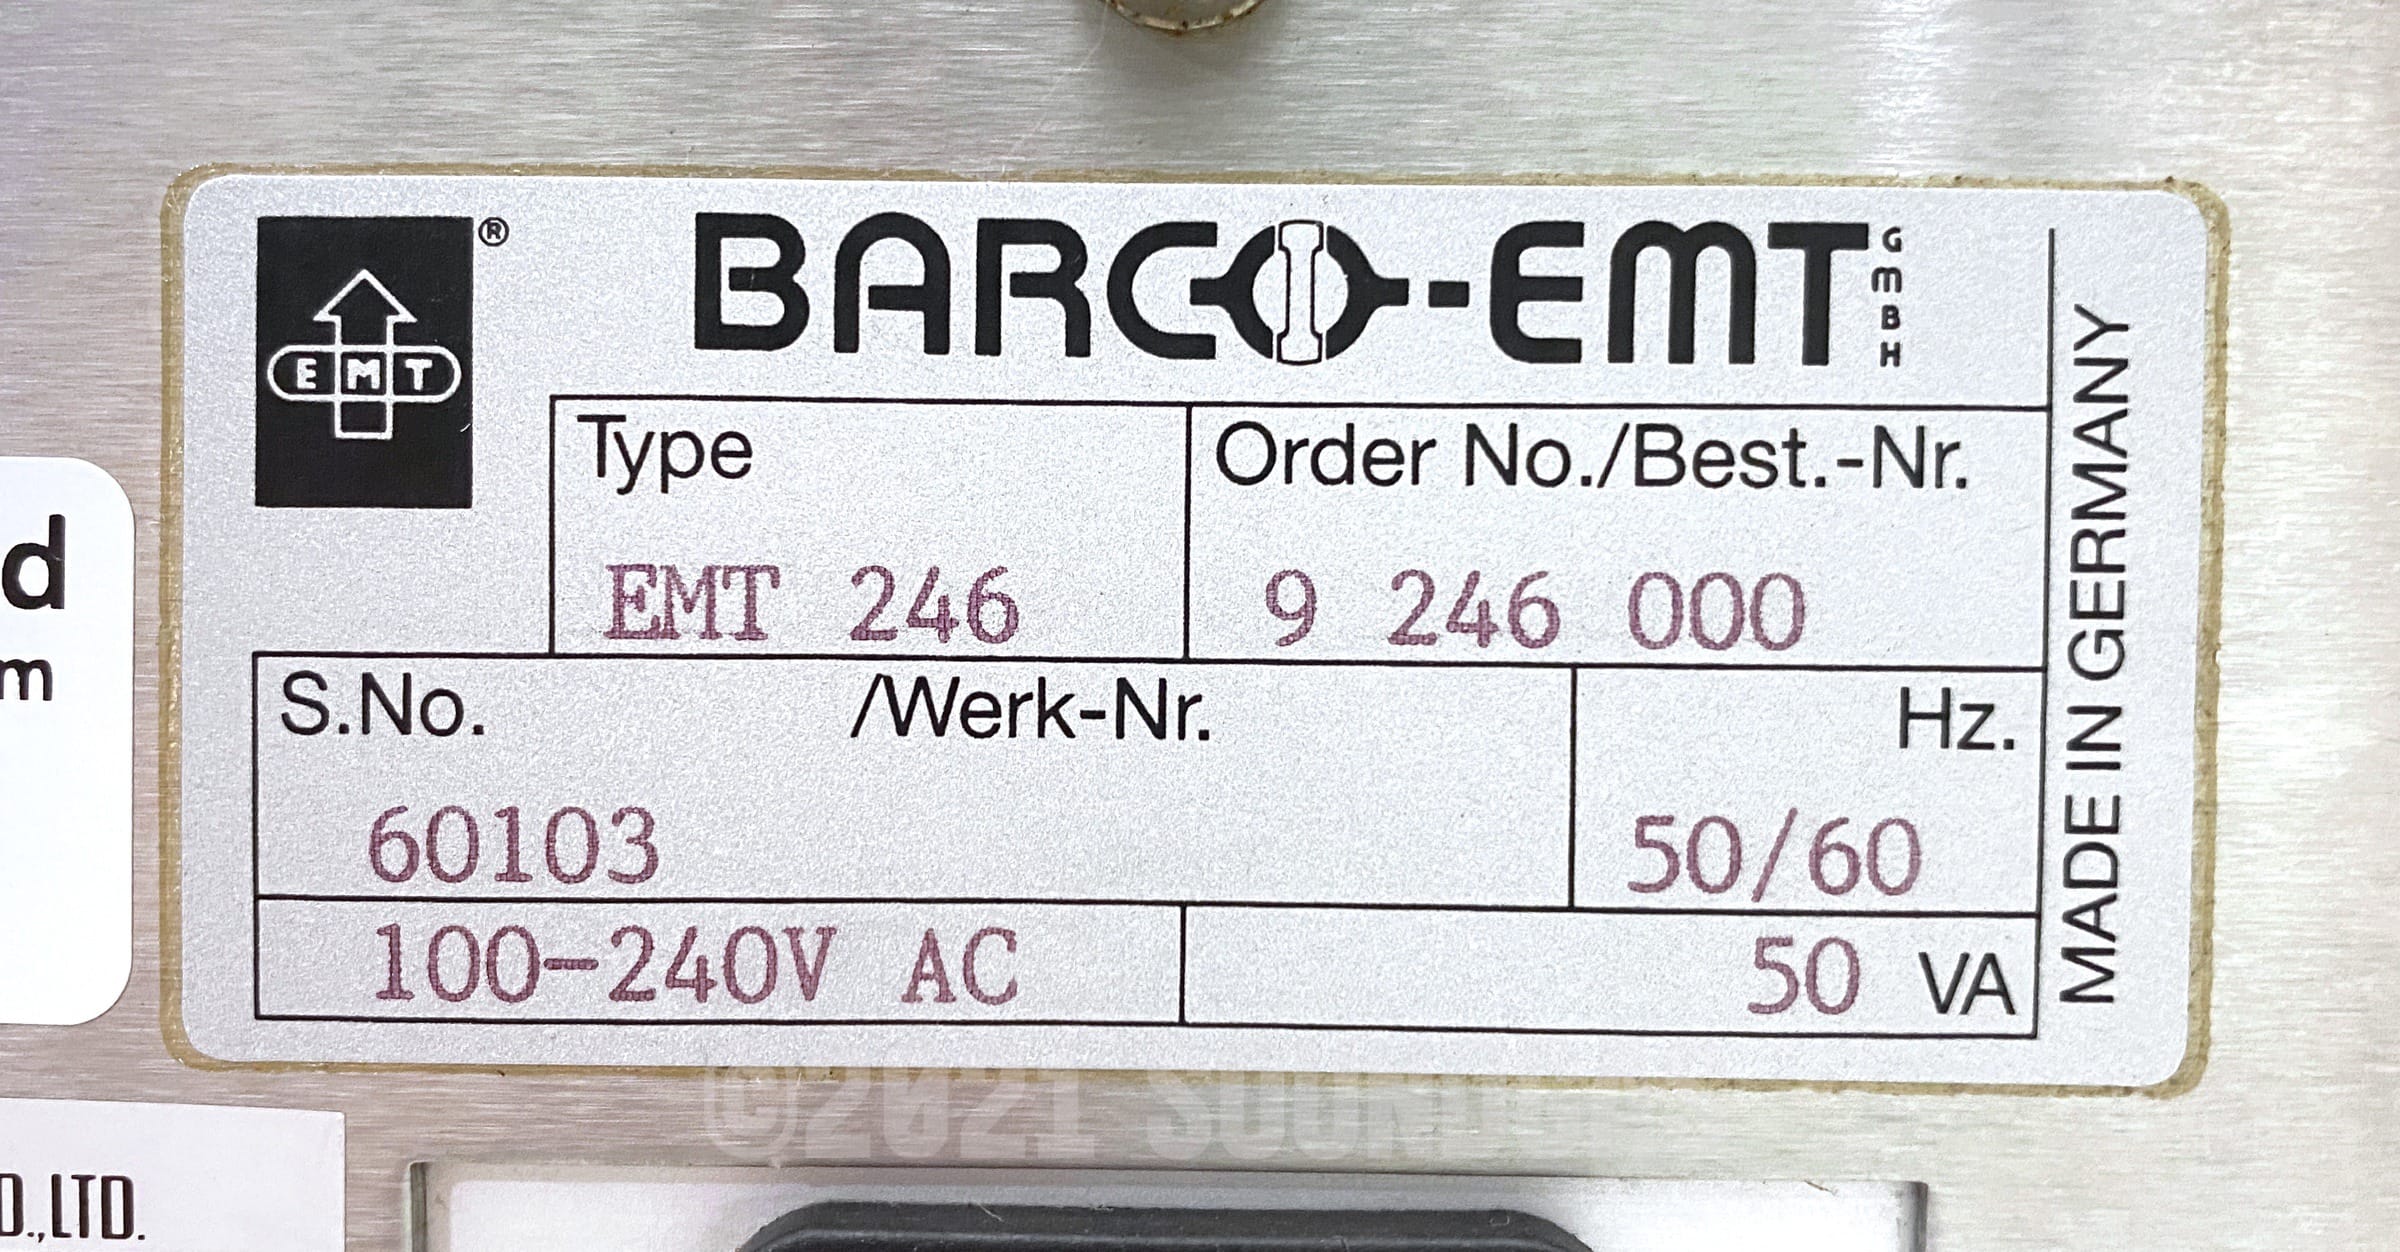 EMT ®
BARCO-EMT GMBH
Type
Order No./Best.-Nr.
EMT 246
9 246 000
S.No. /Werk-Nr.
Hz.
60103
50/60
100-240V AC
50 VA
MADE IN GERMANY
d
m
O.,LTD.
©2021